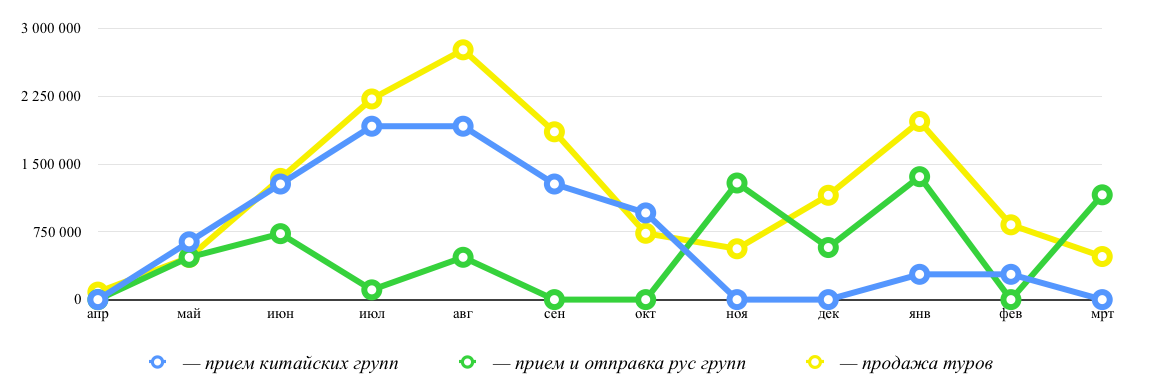 3 000 000
2 250 000
1 500 000
750 000
0
апр май июн июл авг сен окт ноя дек янв фев мрт
— прием китайских групп — прием и отправка рус групп — продажа туров